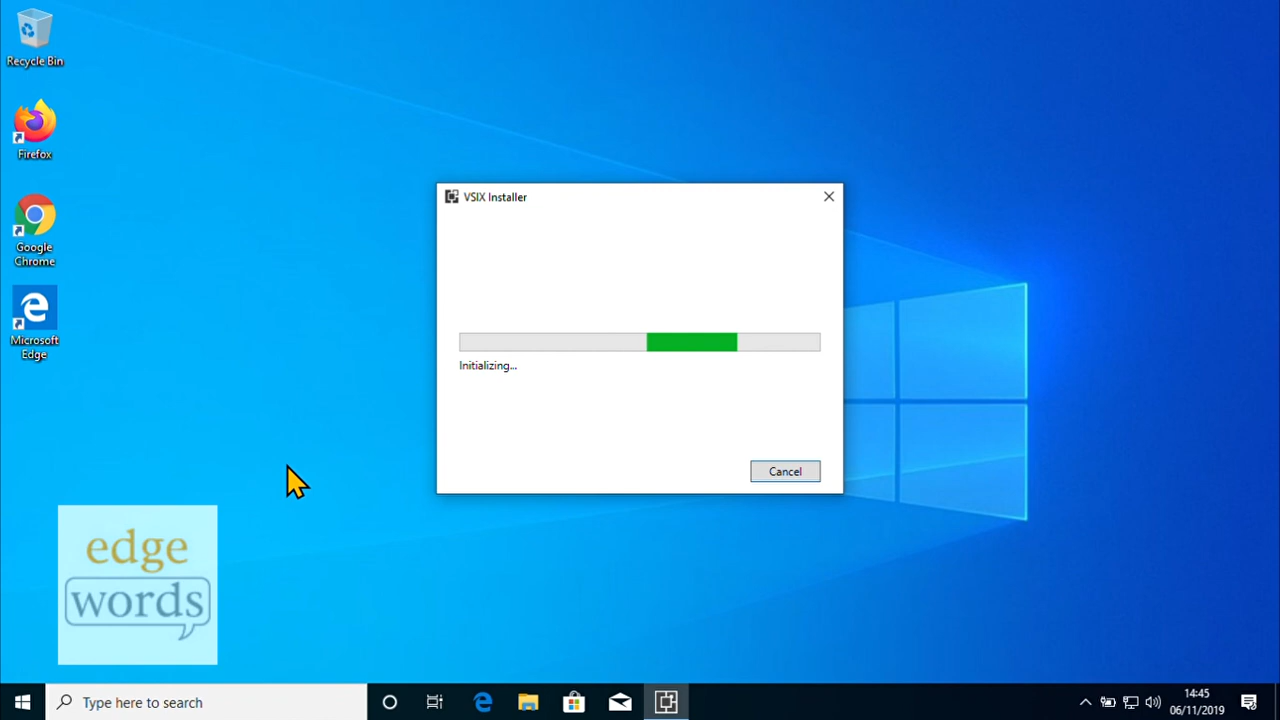 Recycle Bin
Firefox
Google
Chrome
Microsoft
Edge
VSIX Installer
Initializing...
Cancel
edge
words
Type here to search
14:45
06/11/2019